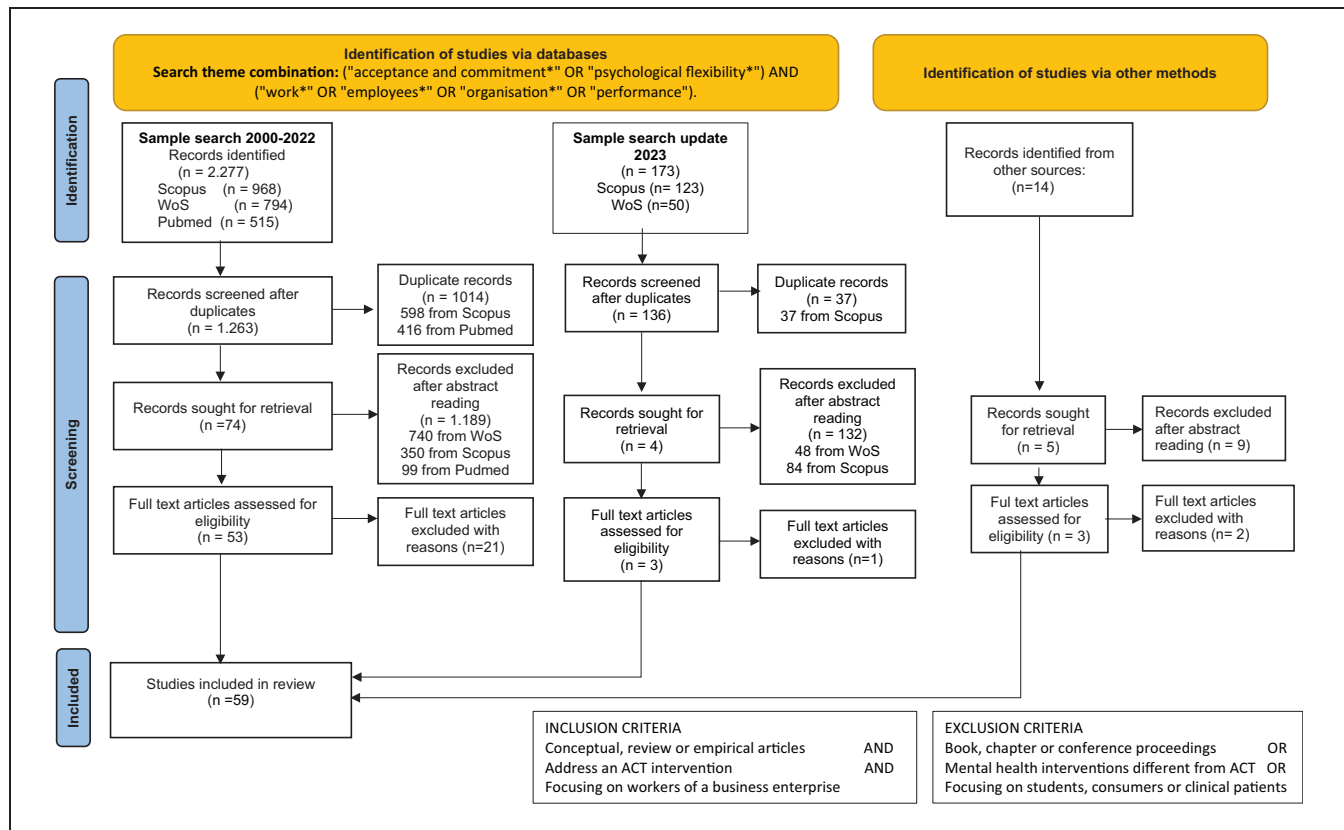 Identification of studies via databases
Search theme combination: ("acceptance and commitment*" OR "psychological flexibility*") AND
("work*" OR "employees*" OR "organisation*" OR "performance").
Identification of studies via other methods
Identification
Sample search 2000-2022
Records identified
(n = 2.277)
Scopus (n = 968)
WoS (n = 794)
Pubmed (n = 515)
Sample search update
2023
(n = 173)
Scopus (n= 123)
WoS (n=50)
Records identified from
other sources:
(n=14)
Screening
Records screened after
duplicates
(n = 1.263)
Duplicate records
(n = 1014)
598 from Scopus
416 from Pubmed
Records screened
after duplicates
(n = 136)
Duplicate records
(n = 37)
37 from Scopus
Records sought for retrieval
(n =74)
Records excluded
after abstract
reading
(n = 1.189)
740 from WoS
350 from Scopus
99 from Pudmed
Records sought for
retrieval
(n = 4)
Records excluded
after abstract
reading
(n = 132)
48 from WoS
84 from Scopus
Records sought
for retrieval
(n = 5)
Records excluded
after abstract
reading (n = 9)
Full text articles assessed for
eligibility
(n = 53)
Full text articles
excluded with
reasons (n=21)
Full text articles
assessed for
eligibility
(n = 3)
Full text articles
excluded with
reasons (n=1)
Ful text articles
assessed for
eligibility (n = 3)
Full text articles
excluded with
reasons (n= 2)
Included
Studies included in review
(n =59)
INCLUSION CRITERIA
Conceptual, review or empirical articles AND
Address an ACT intervention AND
Focusing on workers of a business enterprise
EXCLUSION CRITERIA
Book, chapter or conference proceedings OR
Mental health interventions different from ACT OR
Focusing on students, consumers or clinical patients